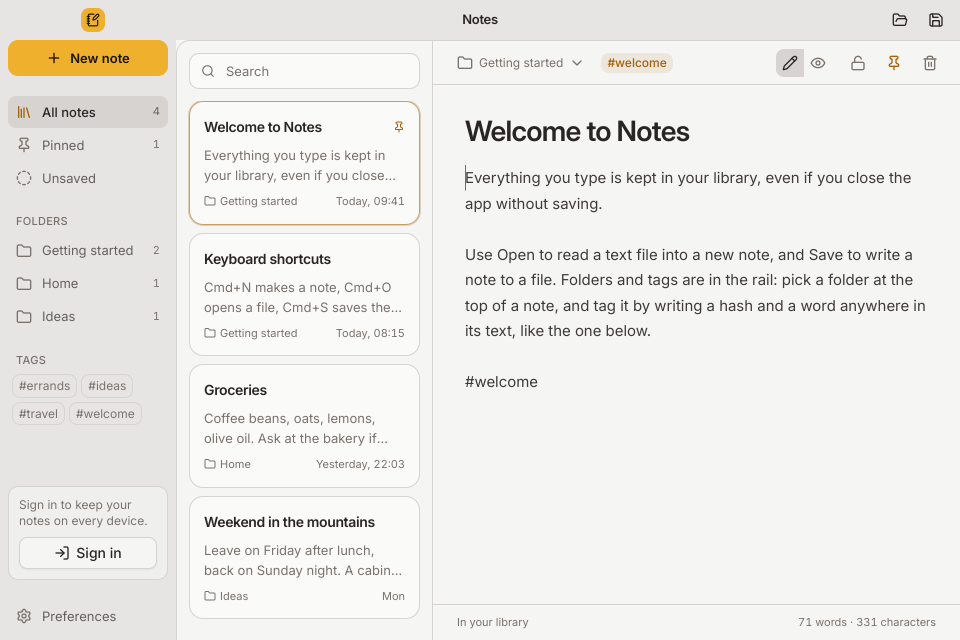 Notes
New note
All notes 4
Pinned 1
Unsaved
FOLDERS
Getting started 2
Home 1
Ideas 1
TAGS
#errands #ideas
#travel #welcome
Sign in to keep your
notes on every device.
Sign in
Preferences
Search
Welcome to Notes
Everything you type is kept in
your library, even if you close...
Getting started Today, 09:41
Keyboard shortcuts
Cmd+N makes a note, Cmd+O
opens a file, Cmd+S saves the...
Getting started Today, 08:15
Groceries
Coffee beans, oats, lemons,
olive oil. Ask at the bakery if...
Home Yesterday, 22:03
Weekend in the mountains
Leave on Friday after lunch,
back on Sunday night. A cabin...
Ideas Mon
Getting started #welcome
Welcome to Notes
Everything you type is kept in your library, even if you close the
app without saving.
Use Open to read a text file into a new note, and Save to write a
note to a file. Folders and tags are in the rail: pick a folder at the
top of a note, and tag it by writing a hash and a word anywhere in
its text, like the one below.
#welcome
In your library 71 words · 331 characters